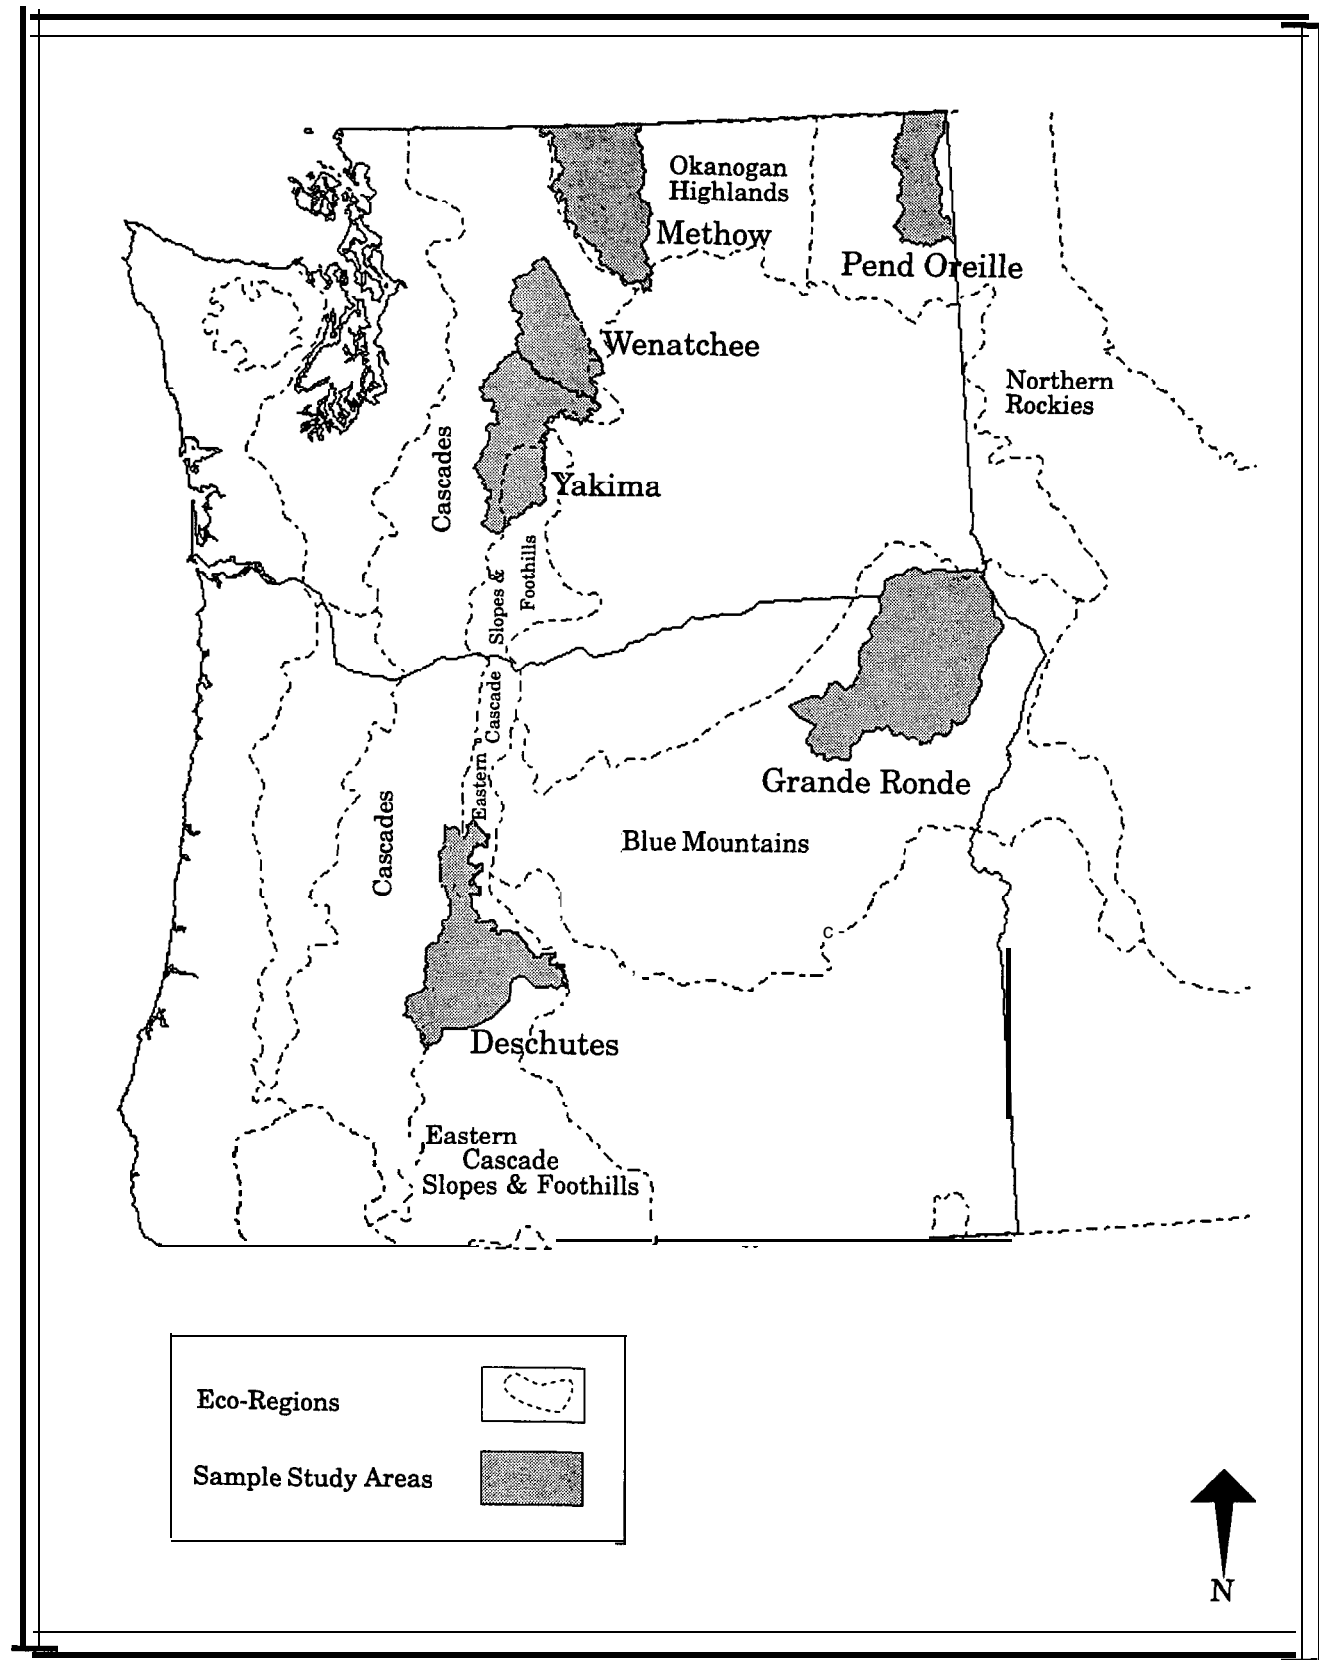 Okanogan
Highlands
Methow
Pend Oreille
Wenatchee
Northern
Rockies
Cascades
Yakima
Eastern
Cascade
Slopes &
Foothills
Grande Ronde
Cascades
Blue Mountains
C
Deschutes
Eastern
Cascade
Slopes & Foothills
Eco-Regions
Sample Study Areas
N